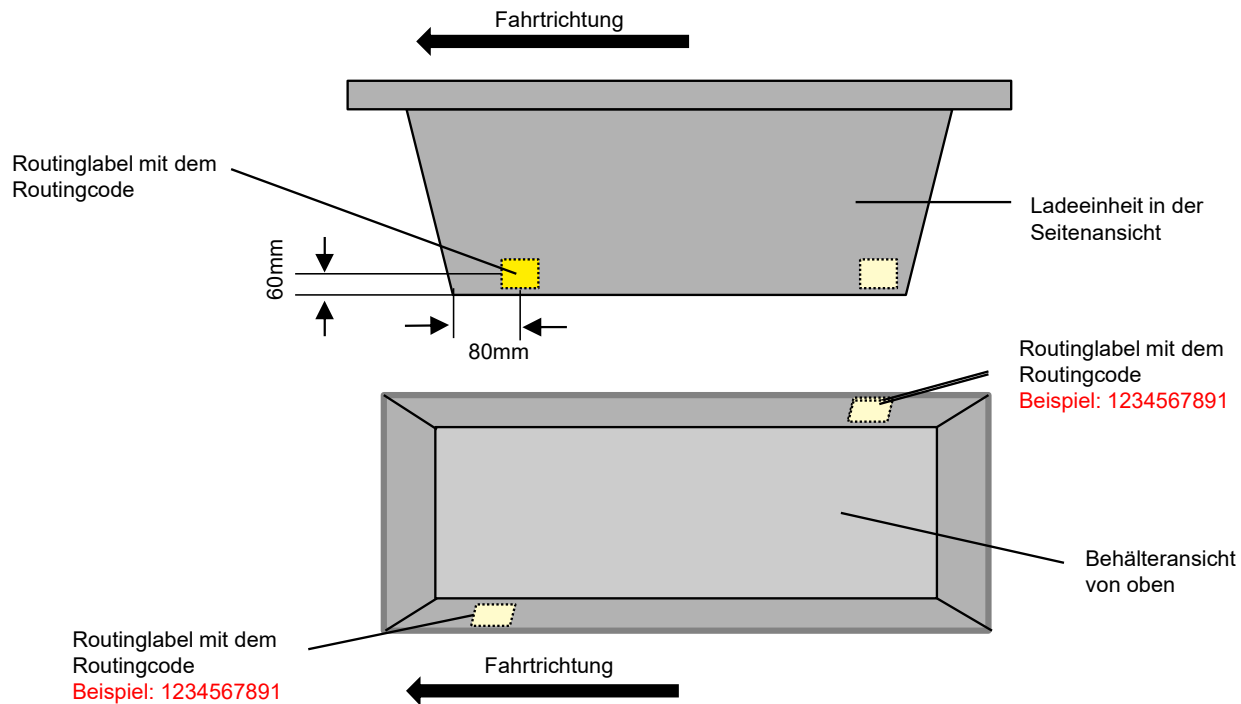 Fahrtrichtung
Routinglabel mit dem
Routingcode
Ladeeinheit in der
Seitenansicht
60mm
80mm
Routinglabel mit dem
Routingcode
Beispiel: 1234567891
Behälteransicht
von oben
Routinglabel mit dem
Routingcode
Beispiel: 1234567891
Fahrtrichtung